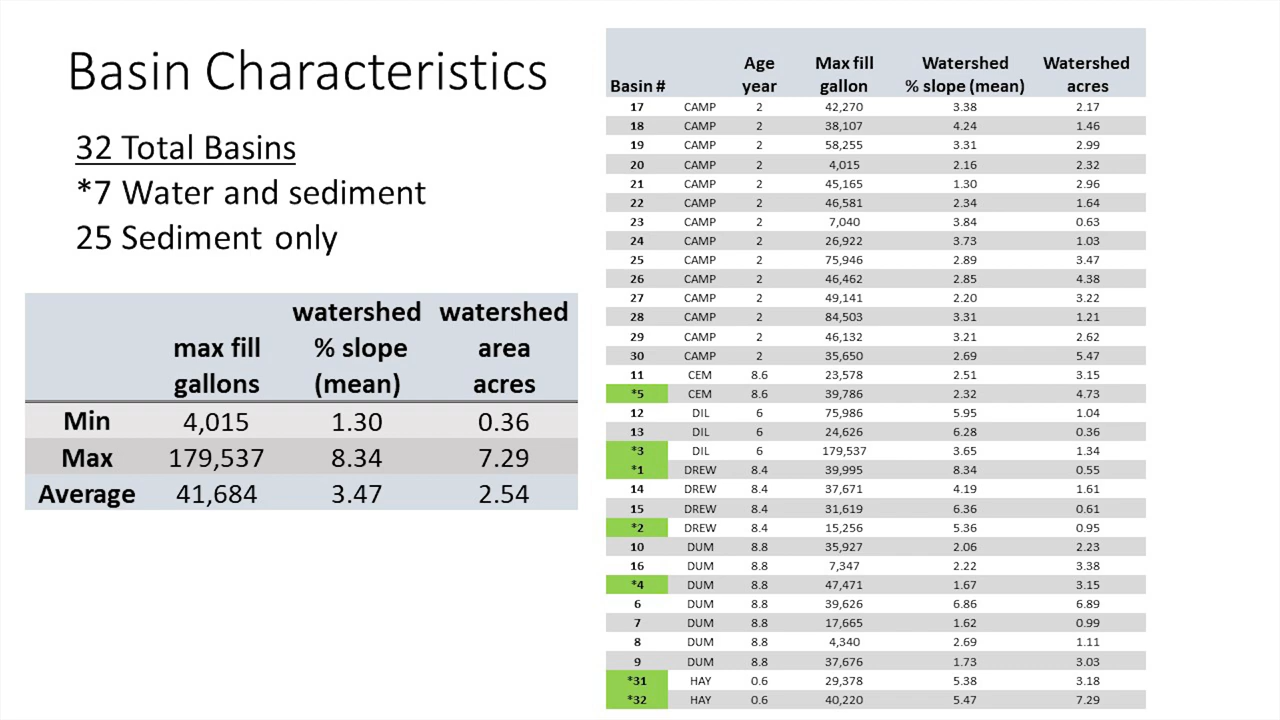 Basin Characteristics
32 Total Basins
*7 Water and sediment
25 Sediment only
max fill gallons watershed % slope (mean) watershed area acres
Min 4,015 1.30 0.36
Max 179,537 8.34 7.29
Average 41,684 3.47 2.54
Basin # Age year Max fill gallon Watershed % slope (mean) Watershed acres
17 CAMP 2 42,270 3.38 2.17
18 CAMP 2 38,107 4.24 1.46
19 CAMP 2 58,255 3.31 2.99
20 CAMP 2 4,015 2.16 2.32
21 CAMP 2 45,165 1.30 2.96
22 CAMP 2 46,581 2.34 1.64
23 CAMP 2 7,040 3.84 0.63
24 CAMP 2 26,922 3.73 1.03
25 CAMP 2 75,946 2.89 3.47
26 CAMP 2 46,462 2.85 4.38
27 CAMP 2 49,141 2.20 3.22
28 CAMP 2 84,503 3.31 1.21
29 CAMP 2 46,132 3.21 2.62
30 CAMP 2 35,650 2.69 5.47
11 CEM 8.6 23,578 2.51 3.15
*5 CEM 8.6 39,786 2.32 4.73
12 DIL 6 75,986 5.95 1.04
13 DIL 6 24,626 6.28 0.36
*3 DIL 6 179,537 3.65 1.34
*1 DREW 8.4 39,995 8.34 0.55
14 DREW 8.4 37,671 4.19 1.61
15 DREW 8.4 31,619 6.36 0.61
*2 DREW 8.4 15,256 5.36 0.95
10 DUM 8.8 35,927 2.06 2.23
16 DUM 8.8 7,347 2.22 3.38
*4 DUM 8.8 47,471 1.67 3.15
6 DUM 8.8 39,626 6.86 6.89
7 DUM 8.8 17,665 1.62 0.99
8 DUM 8.8 4,340 2.69 1.11
9 DUM 8.8 37,676 1.73 3.03
*31 HAY 0.6 29,378 5.38 3.18
*32 HAY 0.6 40,220 5.47 7.29